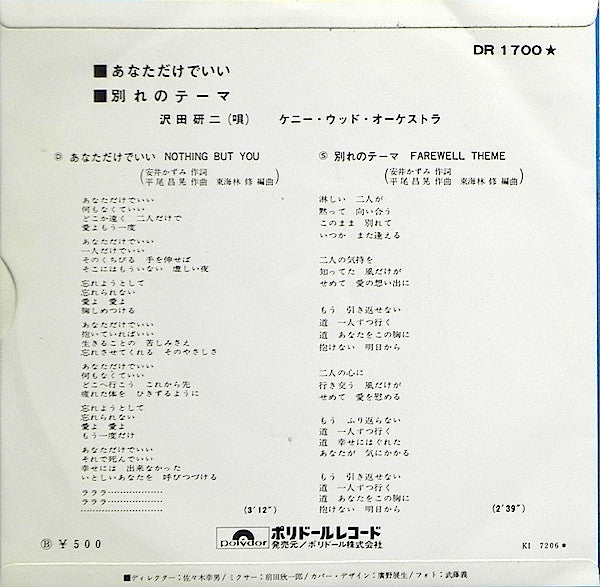 DR 1700★
■あなただけでいい
■別れのテーマ
沢田研二(唄) ケニー・ウッド・オーケストラ
Ⓓ あなただけでいい NOTHING BUT YOU
(安井かずみ 作詞
平尾昌晃 作曲 東海林 修 編曲)
あなただけでいい
何もなくていい
どこか遠く 二人だけで
愛よもう一度
あなただけでいい
一人だけでいい
そのくちびる 手を伸せば
そこにはもういない 虚しい夜
忘れようとして
忘れられない
愛よ 愛よ
胸しめつける
あなただけでいい
抱いていればいい
生きることの 苦しみさえ
忘れさせてくれる そのやさしさ
あなただけでいい
何もなくていい
どこへ行こう これから先
疲れた体を ひきずるように
忘れようとして
忘れられない
愛よ 愛よ
もう一度だけ
あなただけでいい
それで死んでいい
幸せには 出来なかった
いとしいあなたを 呼びつづける
ラララ…………………
ラララ…………………
…………………………
(3'12")
Ⓢ 別れのテーマ FAREWELL THEME
(安井かずみ 作詞
平尾昌晃 作曲 東海林 修 編曲)
淋しい 二人が
黙って 向い合う
このまま 別れて
いつか また逢える
二人の気持を
知ってた 風だけが
せめて 愛の想い出に
もう 引き返せない
道 一人ずつ行く
道 あなたをこの胸に
抱けない 明日から
二人の心に
行き交う 風だけが
せめて 愛を慰める
もう ふり返らない
道 一人ずつ行く
道 幸せにはぐれた
あなたが 気にかかる
もう 引き返せない
道 一人ずつ行く
道 あなたをこの胸に
抱けない 明日から
(2'39")
Ⓑ ¥500
polydor
ポリドールレコード
発売元/ポリドール株式会社
KI 7206★
■ディレクター:佐々木幸男/ミクサー:前田欣一郎/カバー・デザイン:廣野展生/フォト:武藤義